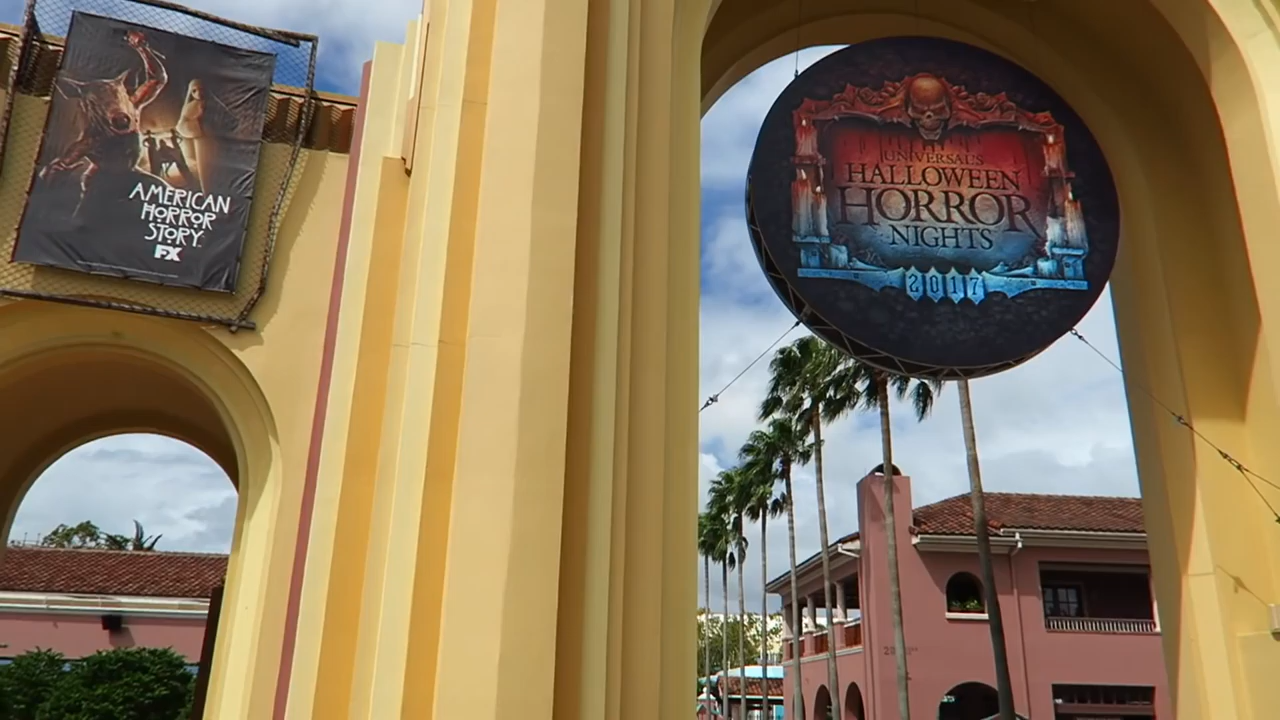 AMERICAN
HORROR
STORY
FX
UNIVERSAL'S
HALLOWEEN
HORROR
NIGHTS
2017